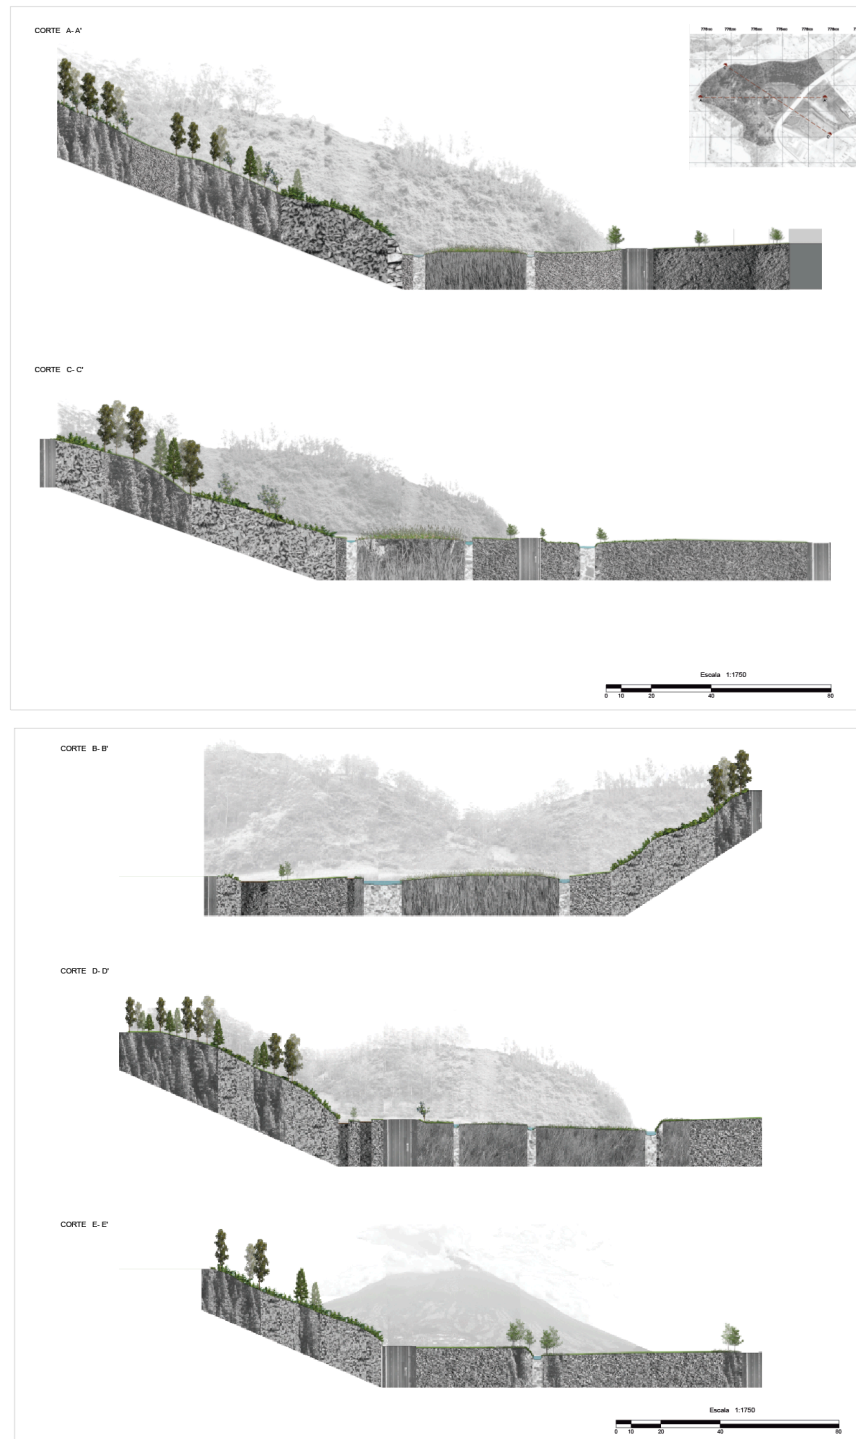 CORTE A- A'
CORTE C- C'
Escala 1:1750
0 10 20 40 80
CORTE B- B'
CORTE D- D'
CORTE E- E'
Escala 1:1750
0 10 20 40 80